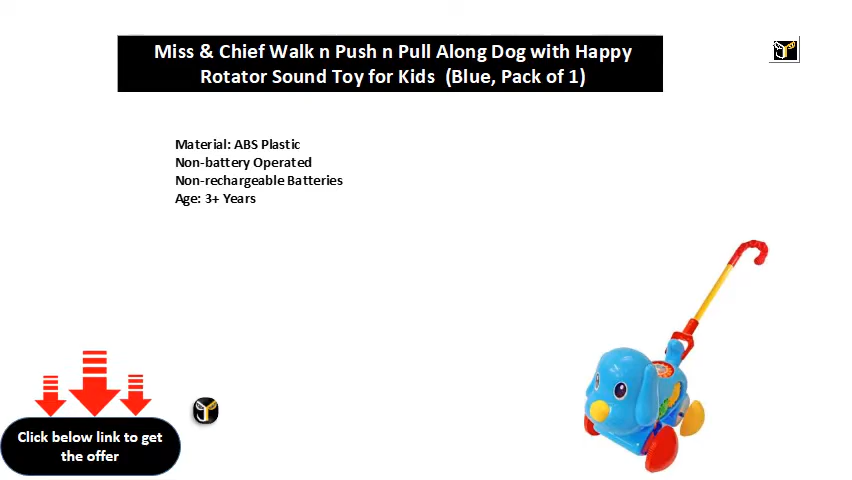 Miss & Chief Walk n Push n Pull Along Dog with Happy
Rotator Sound Toy for Kids (Blue, Pack of 1)
Material: ABS Plastic
Non-battery Operated
Non-rechargeable Batteries
Age: 3+ Years
Click below link to get
the offer